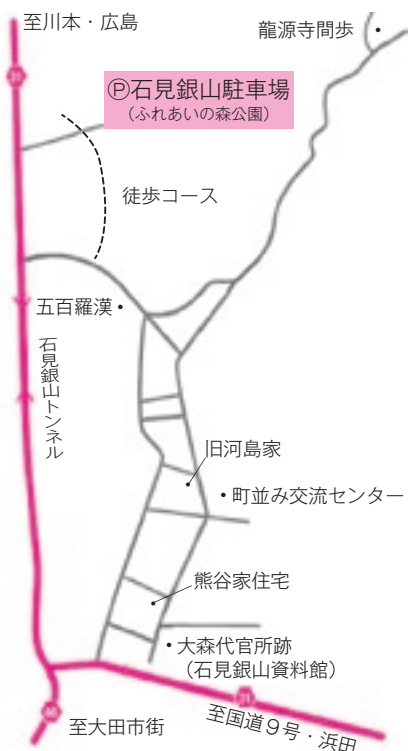 至川本・広島
龍源寺間歩
31
Ⓟ石見銀山駐車場
（ふれあいの森公園）
徒歩コース
五百羅漢
石見銀山トンネル
旧河島家
町並み交流センター
熊谷家住宅
大森代官所跡
（石見銀山資料館）
31
至国道９号・浜田
至大田市街